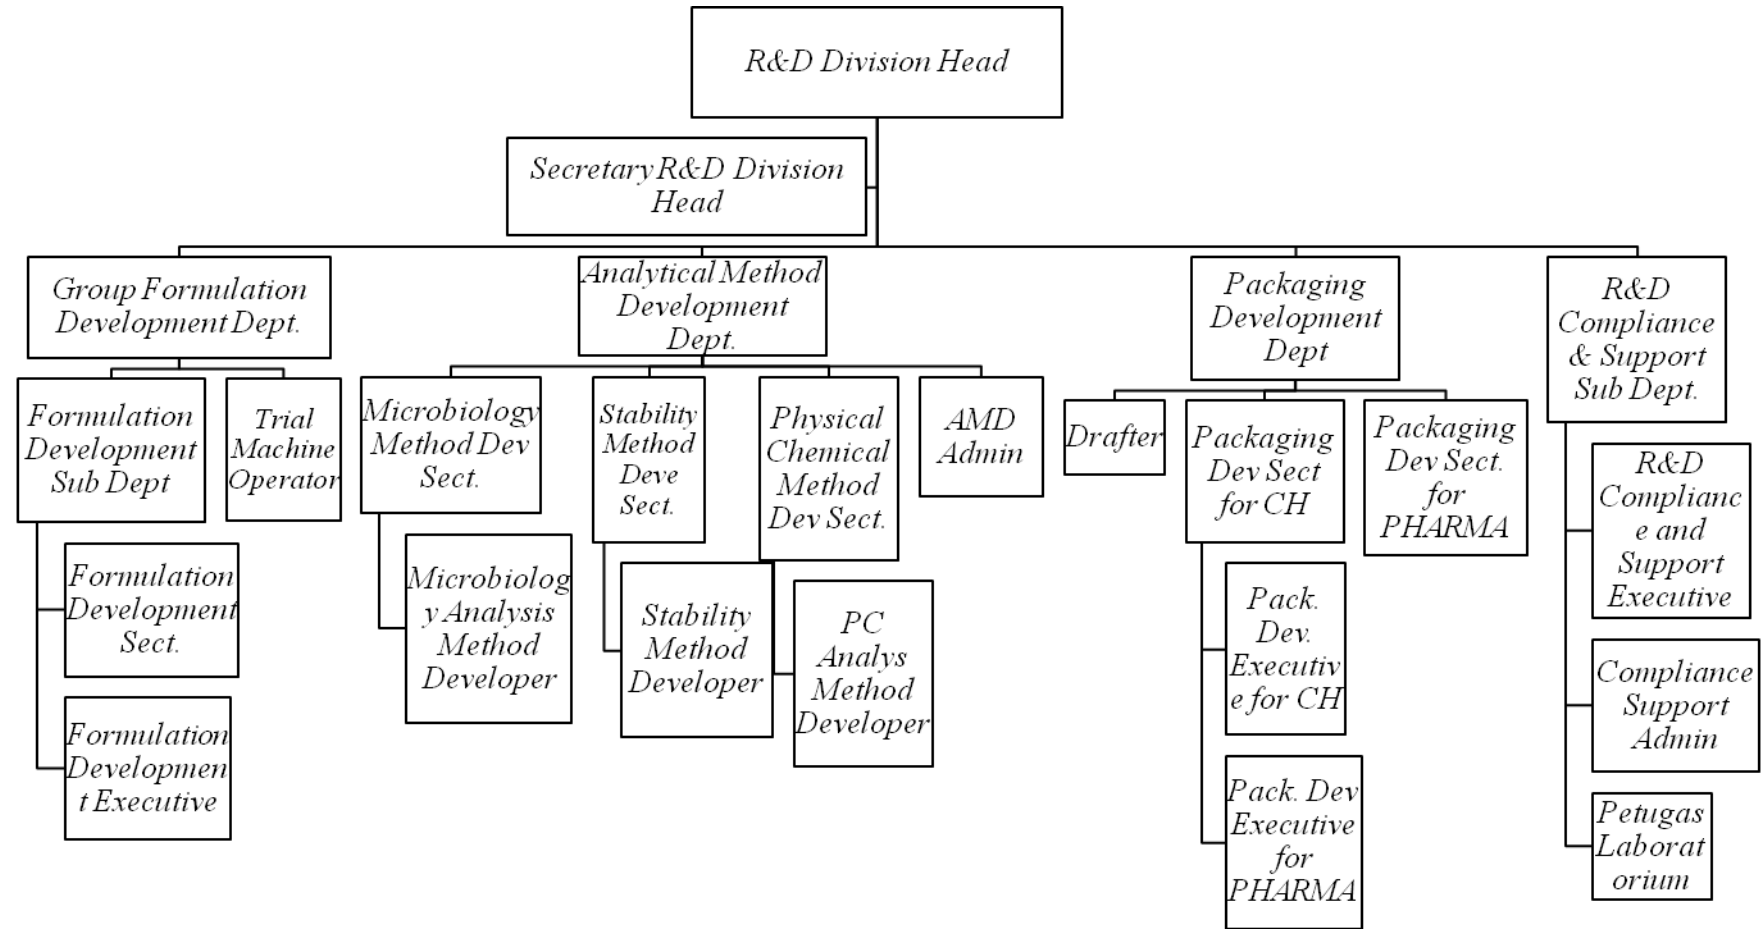 R&D Division Head
Secretary R&D Division
Head
Group Formulation
Development Dept.
Analytical Method
Development
Dept.
Packaging
Development
Dept
R&D
Compliance
& Support
Sub Dept.
Formulation
Development
Sub Dept
Trial
Machine
Operator
Microbiology
Method Dev
Sect.
Stability
Method
Deve
Sect.
Physical
Chemical
Method
Dev Sect.
AMD
Admin
Drafter
Packaging
Dev Sect
for CH
Packaging
Dev Sect.
for
PHARMA
Formulation
Development
Sect.
Formulation
Developmen
t Executive
Microbiolog
y Analysis
Method
Developer
Stability
Method
Developer
PC
Analys
Method
Developer
Pack.
Dev.
Executiv
e for CH
Pack. Dev
Executive
for
PHARMA
R&D
Complianc
e and
Support
Executive
Compliance
Support
Admin
Petugas
Laborat
orium